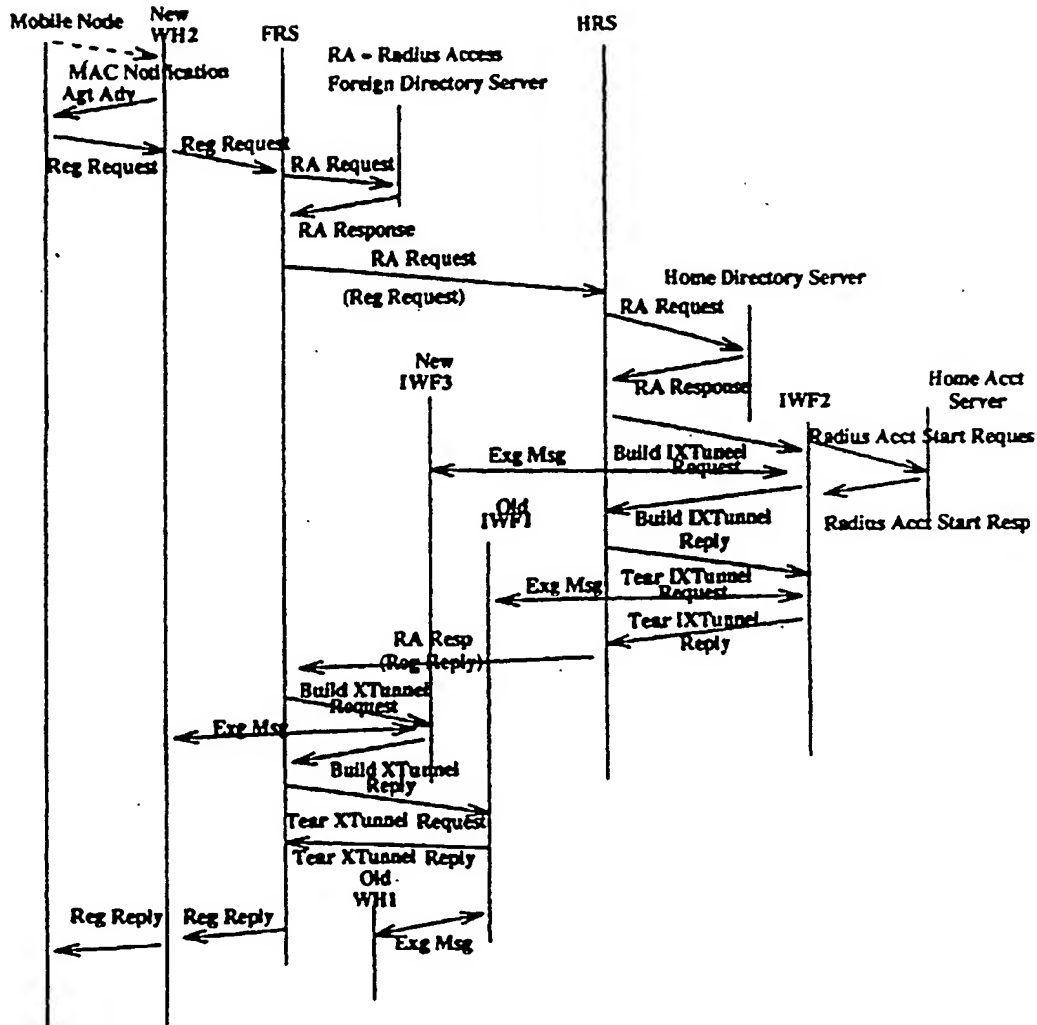 Mobile Node
New
WH2
FRS
HRS
RA - Radius Access
Foreign Directory Server
MAC Notification
Agt Adv
Reg Request
Reg Request
RA Request
RA Response
RA Request
(Reg Request)
Home Directory Server
RA Request
RA Response
New
IWF3
IWF2
Home Acct
Server
Radius Acct Start Reques
Exg Msg
Build IXTunnel
Request
Old
IWF1
Build IXTunnel
Reply
Radius Acct Start Resp
Exg Msg
Tear IXTunnel
Request
Tear IXTunnel
Reply
RA Resp
(Rog Reply)
Build XTunnel
Request
Exg Msg
Build XTunnel
Reply
Tear XTunnel Request
Tear XTunnel Reply
Old
WH1
Reg Reply
Reg Reply
Exg Msg